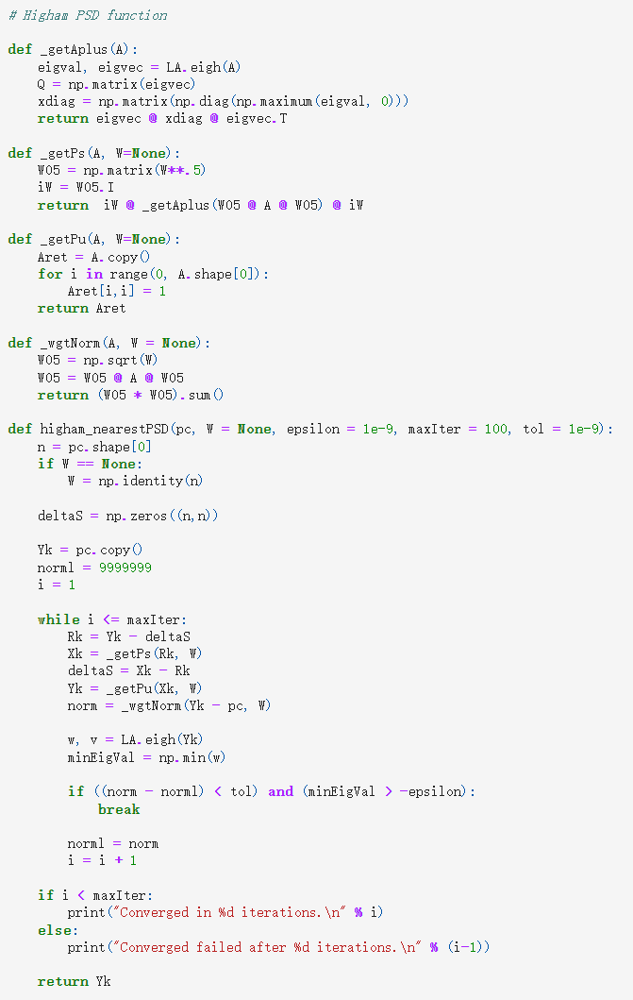 # Higham PSD function

def _getAplus(A):
    eigval, eigvec = LA.eigh(A)
    Q = np.matrix(eigvec)
    xdiag = np.matrix(np.diag(np.maximum(eigval, 0)))
    return eigvec @ xdiag @ eigvec.T

def _getPs(A, W=None):
    W05 = np.matrix(W**.5)
    iW = W05.I
    return  iW @ _getAplus(W05 @ A @ W05) @ iW

def _getPu(A, W=None):
    Aret = A.copy()
    for i in range(0, A.shape[0]):
        Aret[i,i] = 1
    return Aret

def _wgtNorm(A, W = None):
    W05 = np.sqrt(W)
    W05 = W05 @ A @ W05
    return (W05 * W05).sum()

def higham_nearestPSD(pc, W = None, epsilon = 1e-9, maxIter = 100, tol = 1e-9):
    n = pc.shape[0]
    if W == None:
        W = np.identity(n)

    deltaS = np.zeros((n,n))

    Yk = pc.copy()
    norml = 9999999
    i = 1

    while i <= maxIter:
        Rk = Yk - deltaS
        Xk = _getPs(Rk, W)
        deltaS = Xk - Rk
        Yk = _getPu(Xk, W)
        norm = _wgtNorm(Yk - pc, W)

        w, v = LA.eigh(Yk)
        minEigVal = np.min(w)

        if ((norm - norml) < tol) and (minEigVal > -epsilon):
            break

        norml = norm
        i = i + 1

    if i < maxIter:
        print("Converged in %d iterations.\n" % i)
    else:
        print("Converged failed after %d iterations.\n" % (i-1))

    return Yk